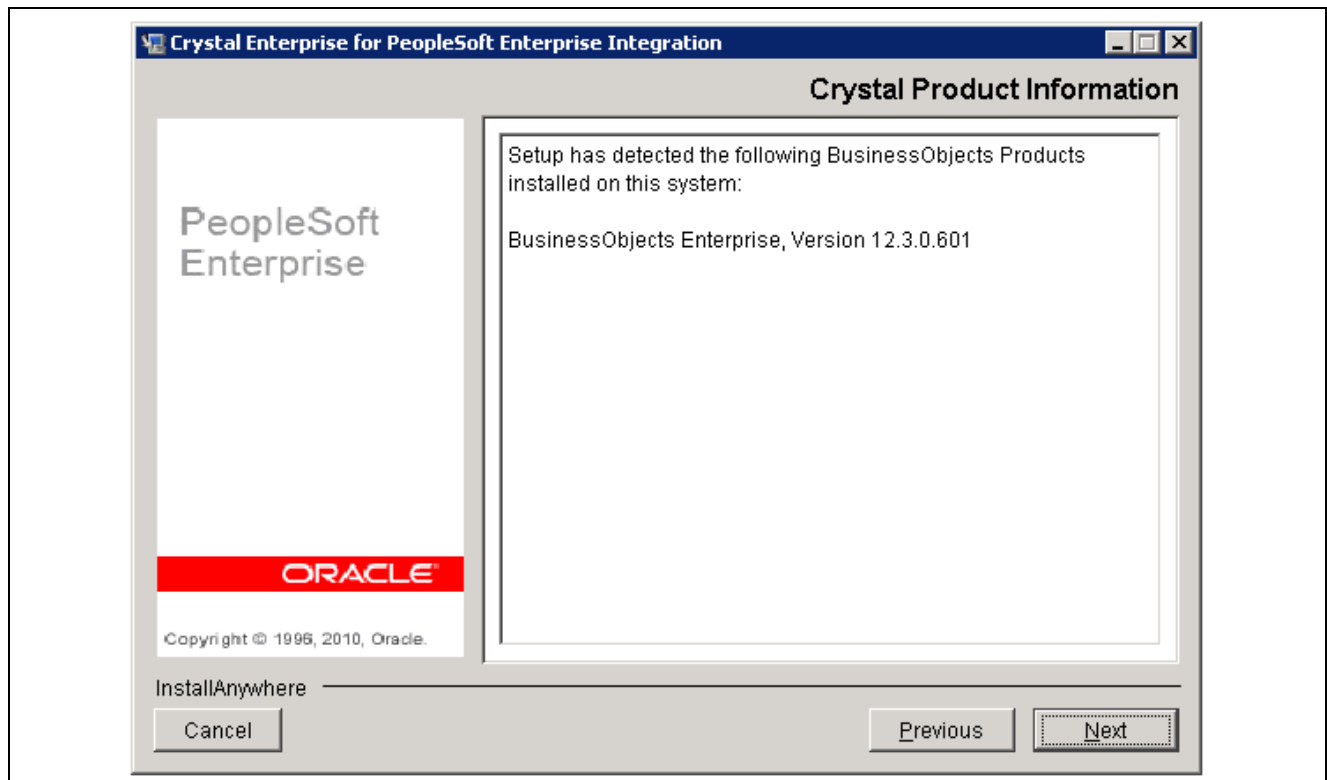 Crystal Enterprise for PeopleSoft Enterprise Integration
Crystal Product Information
PeopleSoft
Enterprise
ORACLE
Copyright © 1996, 2010, Oracle.
Setup has detected the following BusinessObjects Products
installed on this system:
BusinessObjects Enterprise, Version 12.3.0.601
InstallAnywhere
Cancel
Previous
Next